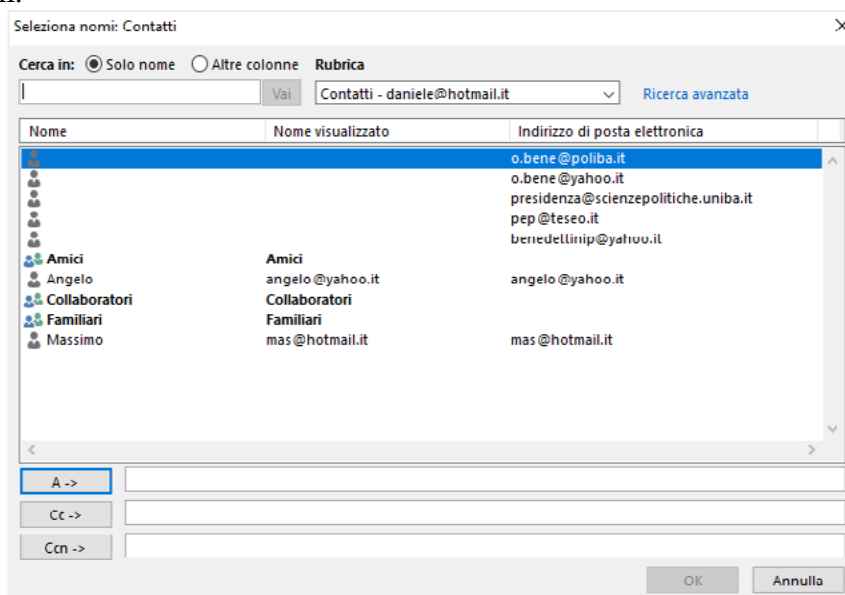 Seleziona nomi: Contatti
Cerca in: Solo nome Altre colonne Rubrica
Vai Contatti - daniele@hotmail.it Ricerca avanzata
Nome Nome visualizzato Indirizzo di posta elettronica
o.bene@poliba.it
o.bene@yahoo.it
presidenza@scienzepolitiche.uniba.it
pep@teseo.it
benedettinip@yahoo.it
Amici Amici
Angelo angelo@yahoo.it angelo@yahoo.it
Collaboratori Collaboratori
Familiari Familiari
Massimo mas@hotmail.it mas@hotmail.it
A ->
Cc ->
Ccn ->
OK Annulla